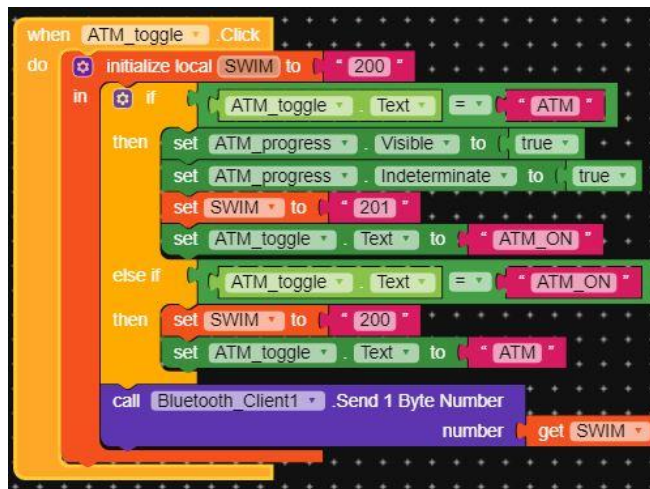 when ATM_toggle .Click
do initialize local SWIM to " 200 "
in if ATM_toggle . Text = " ATM "
then set ATM_progress . Visible to true
set ATM_progress . Indeterminate to true
set SWIM to " 201 "
set ATM_toggle . Text to " ATM_ON "
else if ATM_toggle . Text = " ATM_ON "
then set SWIM to " 200 "
set ATM_toggle . Text to " ATM "
call Bluetooth_Client1 .Send 1 Byte Number
number get SWIM